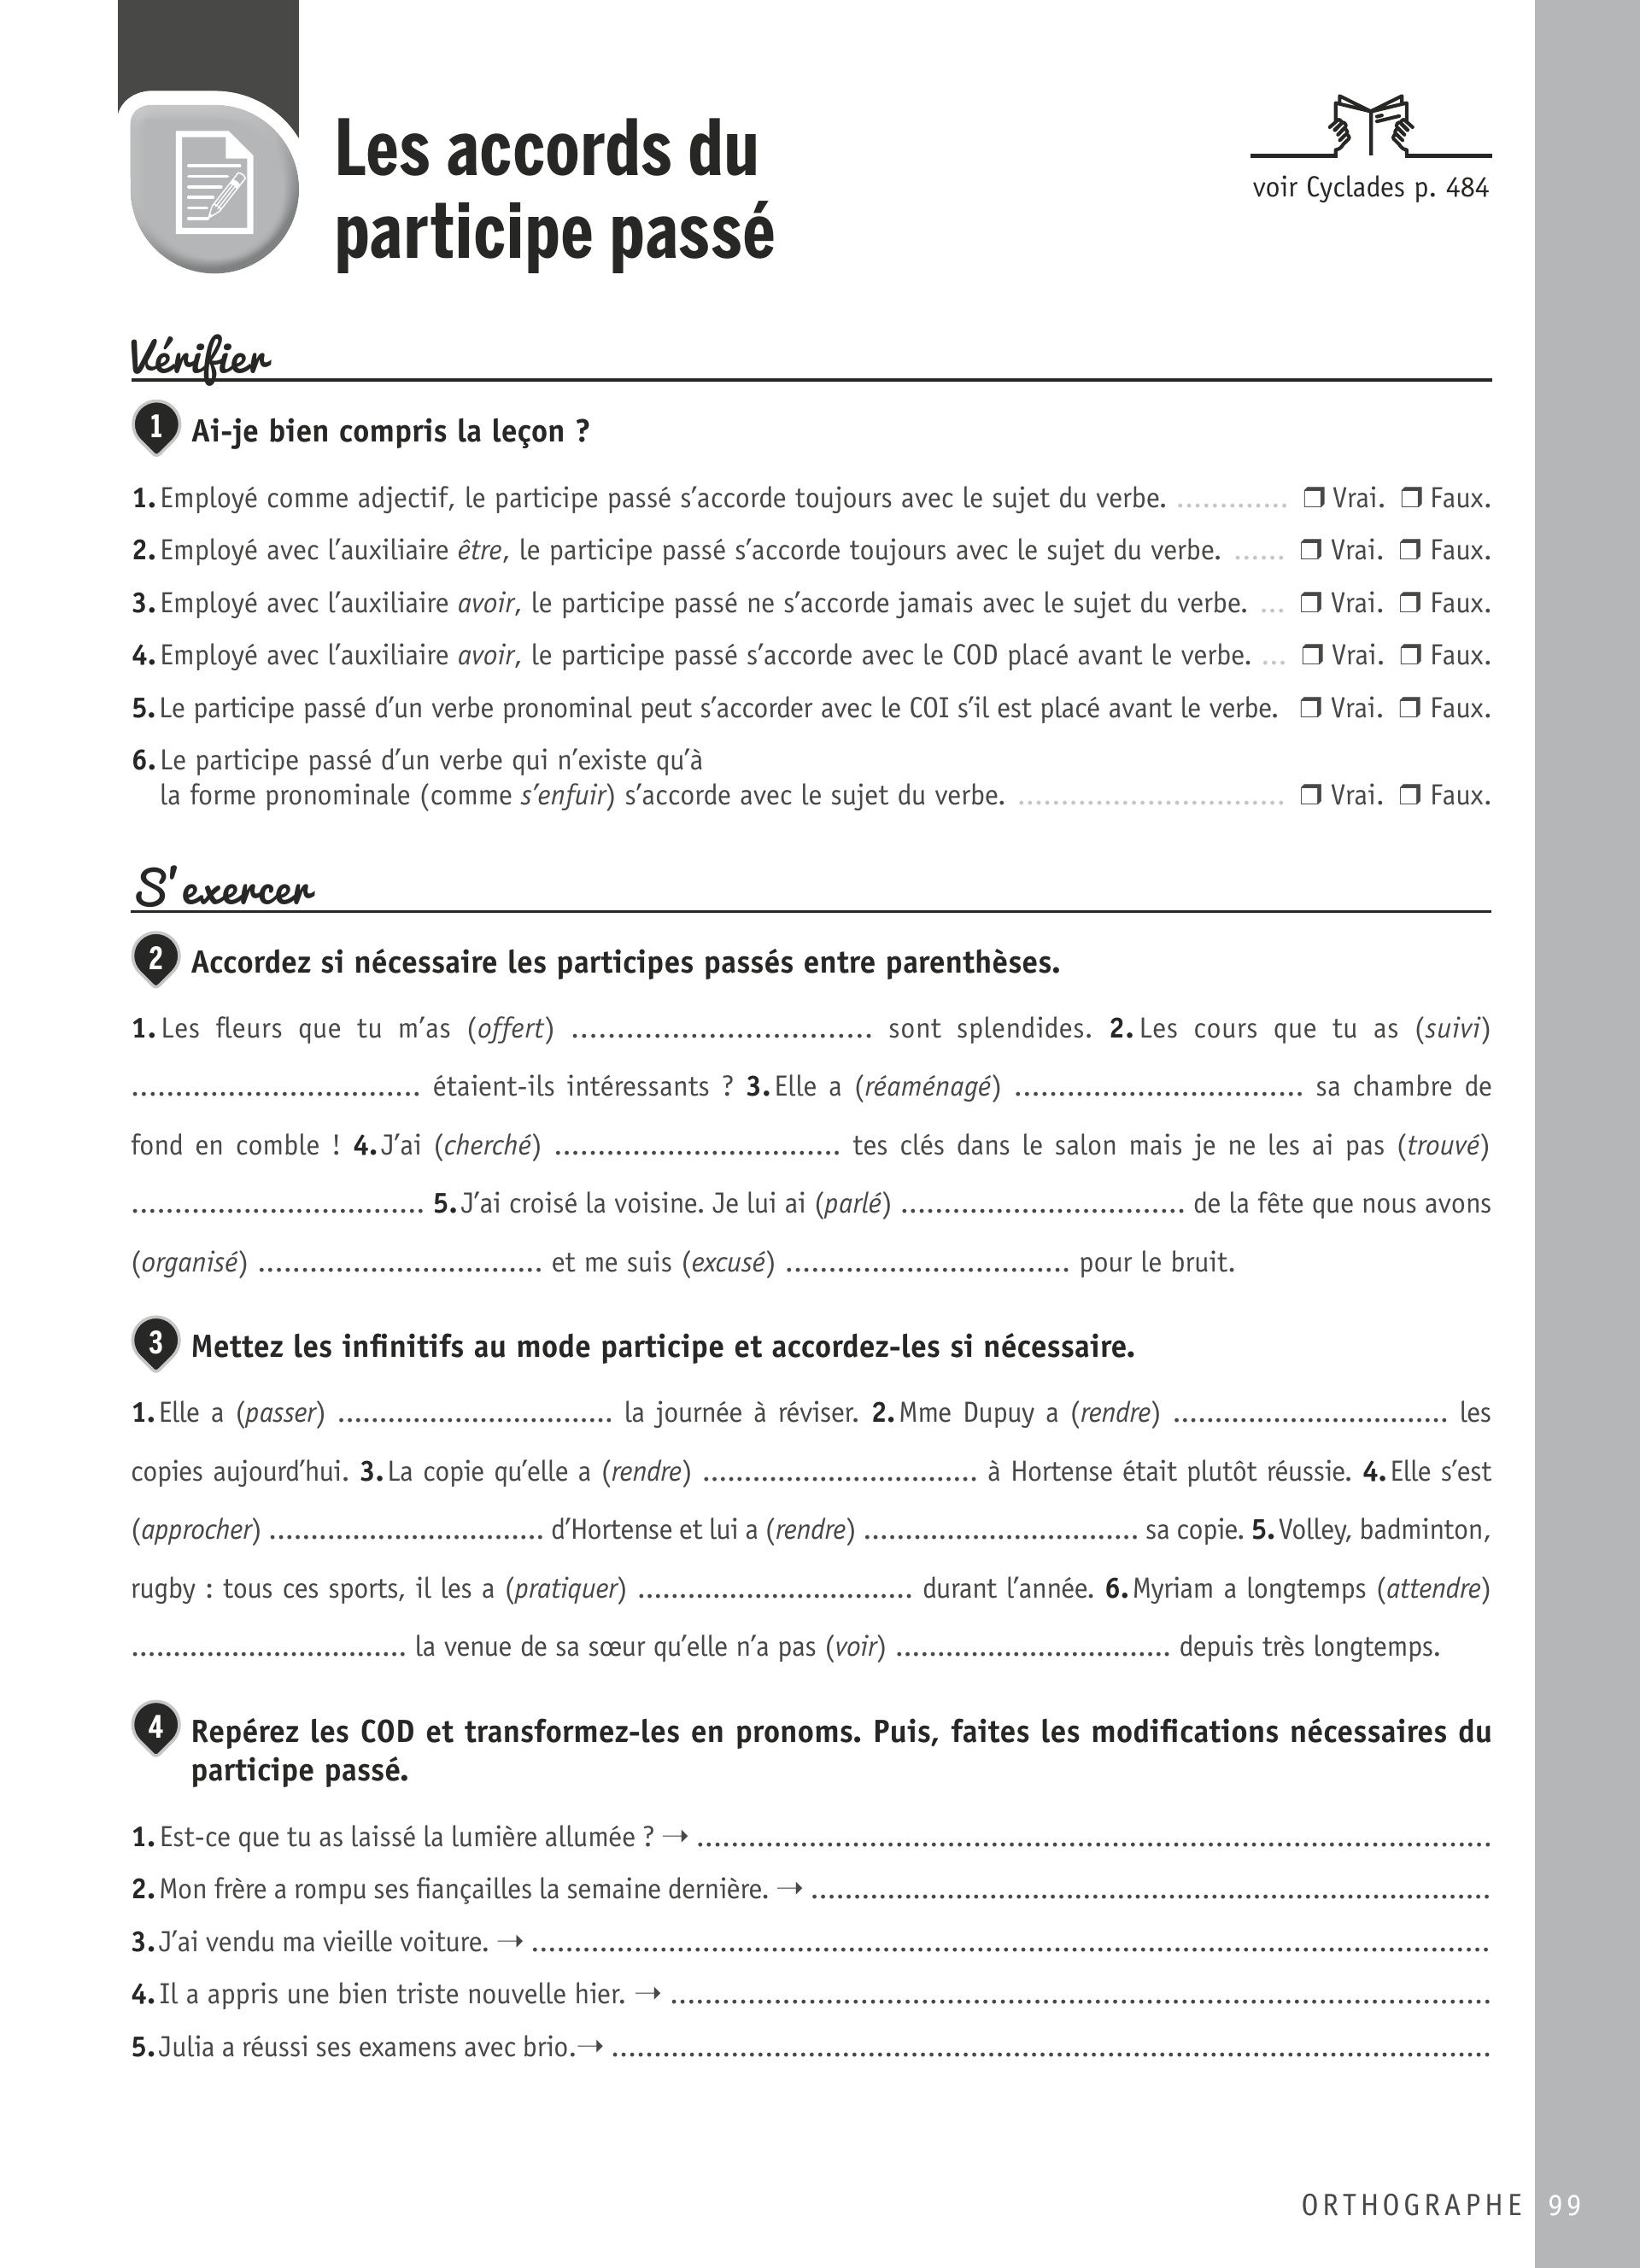 Les accords du
participe passé
voir Cyclades p. 484
Vérifier
1 Ai-je bien compris la leçon ?
1. Employé comme adjectif, le participe passé s'accorde toujours avec le sujet du verbe. ............. ❒ Vrai. ❒ Faux.
2. Employé avec l'auxiliaire être, le participe passé s'accorde toujours avec le sujet du verbe. ...... ❒ Vrai. ❒ Faux.
3. Employé avec l'auxiliaire avoir, le participe passé ne s'accorde jamais avec le sujet du verbe. ... ❒ Vrai. ❒ Faux.
4. Employé avec l'auxiliaire avoir, le participe passé s'accorde avec le COD placé avant le verbe. ... ❒ Vrai. ❒ Faux.
5. Le participe passé d'un verbe pronominal peut s'accorder avec le COI s'il est placé avant le verbe. ❒ Vrai. ❒ Faux.
6. Le participe passé d'un verbe qui n'existe qu'à
la forme pronominale (comme s'enfuir) s'accorde avec le sujet du verbe. ................................ ❒ Vrai. ❒ Faux.
S'exercer
2 Accordez si nécessaire les participes passés entre parenthèses.
1. Les fleurs que tu m'as (offert) ................................. sont splendides. 2. Les cours que tu as (suivi)
................................. étaient-ils intéressants ? 3. Elle a (réaménagé) ................................. sa chambre de
fond en comble ! 4. J'ai (cherché) ................................. tes clés dans le salon mais je ne les ai pas (trouvé)
................................. 5. J'ai croisé la voisine. Je lui ai (parlé) ................................. de la fête que nous avons
(organisé) ................................. et me suis (excusé) ................................. pour le bruit.
3 Mettez les infinitifs au mode participe et accordez-les si nécessaire.
1. Elle a (passer) ................................. la journée à réviser. 2. Mme Dupuy a (rendre) ................................. les
copies aujourd'hui. 3. La copie qu'elle a (rendre) ................................. à Hortense était plutôt réussie. 4. Elle s'est
(approcher) ................................. d'Hortense et lui a (rendre) ................................. sa copie. 5. Volley, badminton,
rugby : tous ces sports, il les a (pratiquer) ................................. durant l'année. 6. Myriam a longtemps (attendre)
................................. la venue de sa sœur qu'elle n'a pas (voir) ................................. depuis très longtemps.
4 Repérez les COD et transformez-les en pronoms. Puis, faites les modifications nécessaires du
participe passé.
1. Est-ce que tu as laissé la lumière allumée ? → ................................................................
2. Mon frère a rompu ses fiançailles la semaine dernière. → ................................................................
3. J'ai vendu ma vieille voiture. → ................................................................
4. Il a appris une bien triste nouvelle hier. → ................................................................
5. Julia a réussi ses examens avec brio. → ................................................................
ORTHOGRAPHE 99